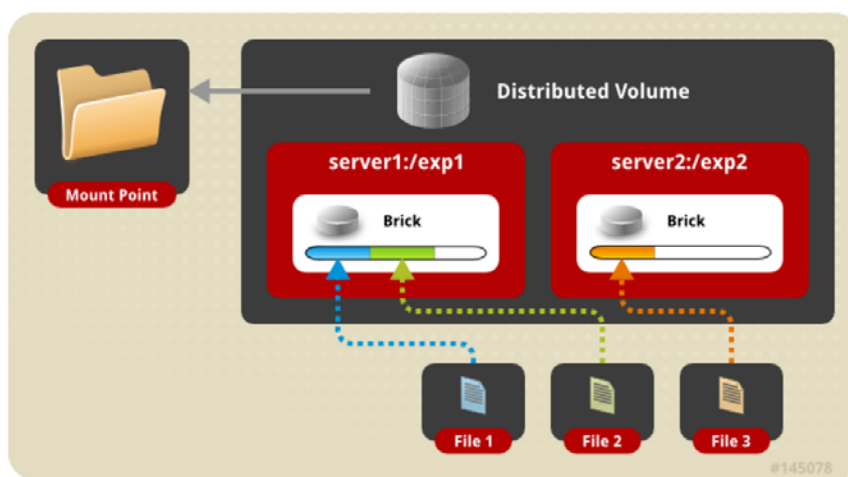 Distributed Volume
Mount Point
server1:/exp1
server2:/exp2
Brick
Brick
File 1
File 2
File 3
#145078